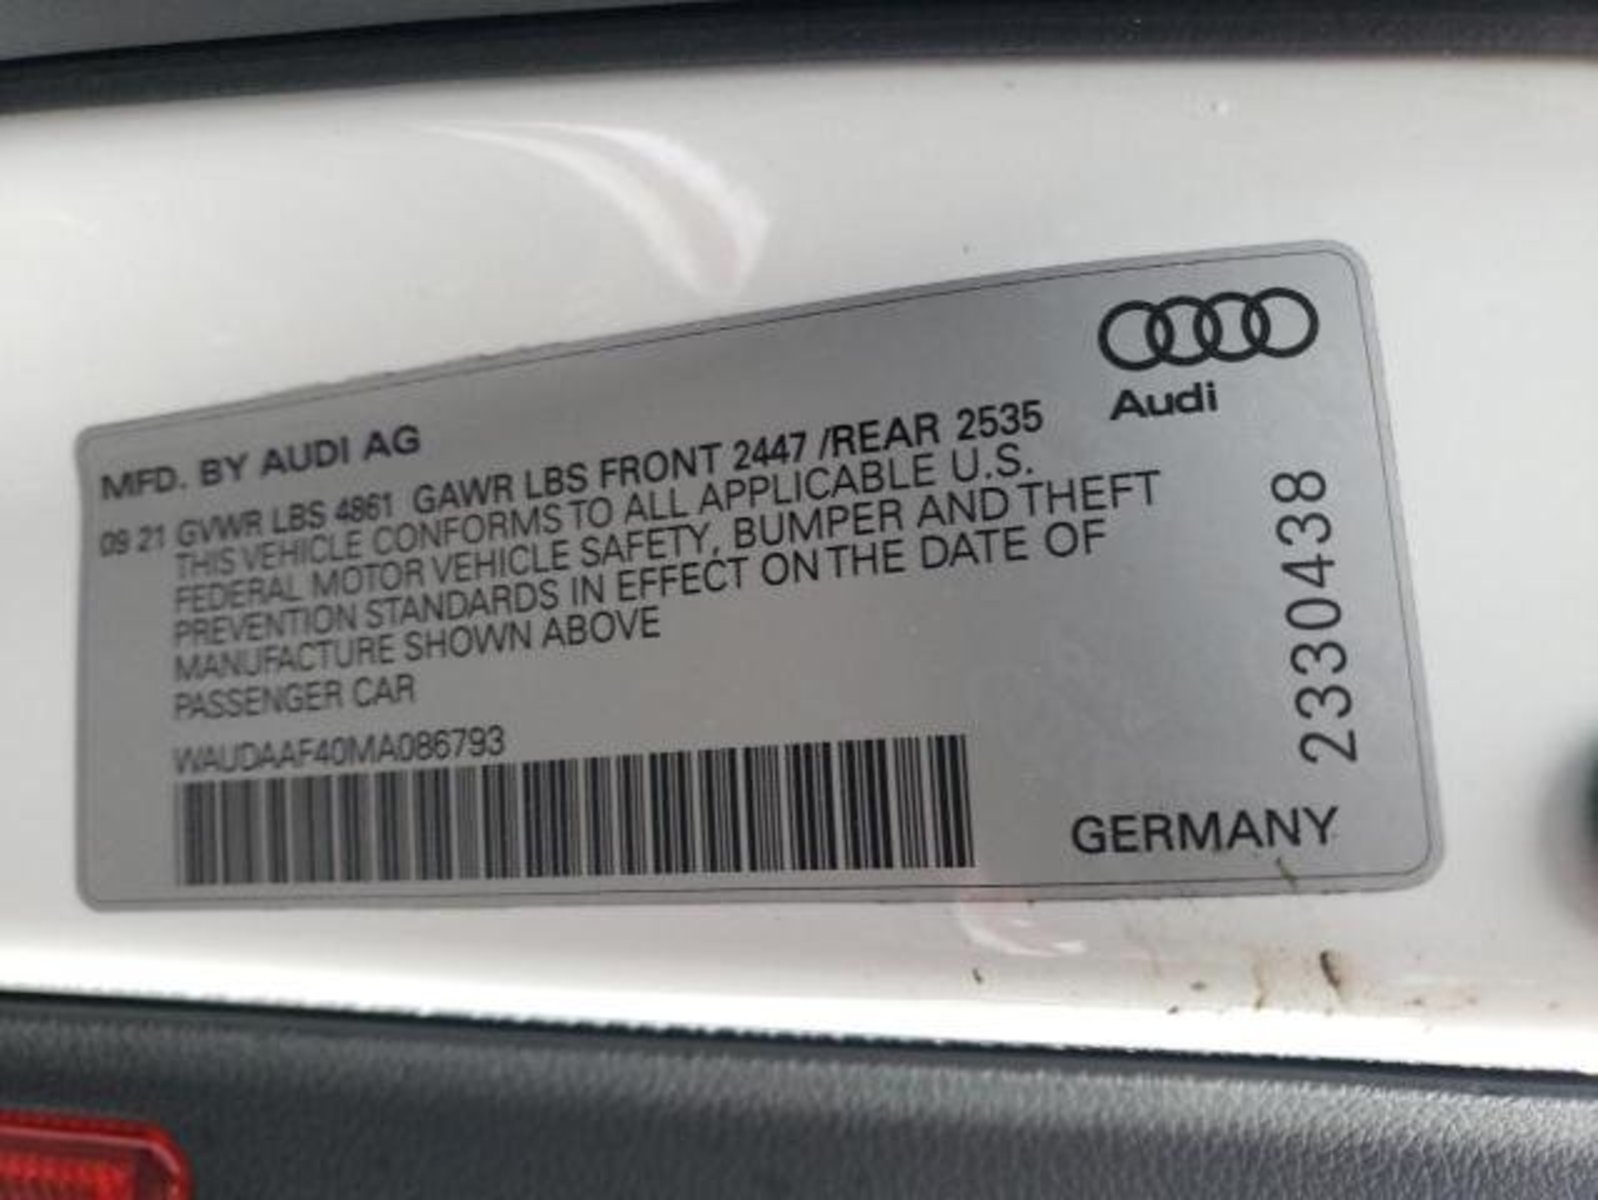 Audi
MFD. BY AUDI AG
09 21 GVWR LBS 4861 GAWR LBS FRONT 2447 /REAR 2535
THIS VEHICLE CONFORMS TO ALL APPLICABLE U.S.
FEDERAL MOTOR VEHICLE SAFETY, BUMPER AND THEFT
PREVENTION STANDARDS IN EFFECT ON THE DATE OF
MANUFACTURE SHOWN ABOVE
PASSENGER CAR
WAUDAAF40MA086793
2330438
GERMANY